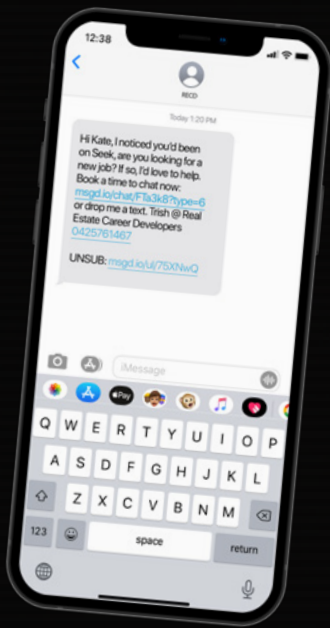 12:38
RECD
Today 1:20 PM
Hi Kate, I noticed you'd been
on Seek, are you looking for a
new job? If so, I'd love to help.
Book a time to chat now:
msgd.io/chat/FTa3k8?type=6
or drop me a text. Trish @ Real
Estate Career Developers
0425761467
UNSUB: msgd.io/ul/75XNwQ
iMessage
Pay
Q W E R T Y U I O P
A S D F G H J K L
Z X C V B N M
123 space return